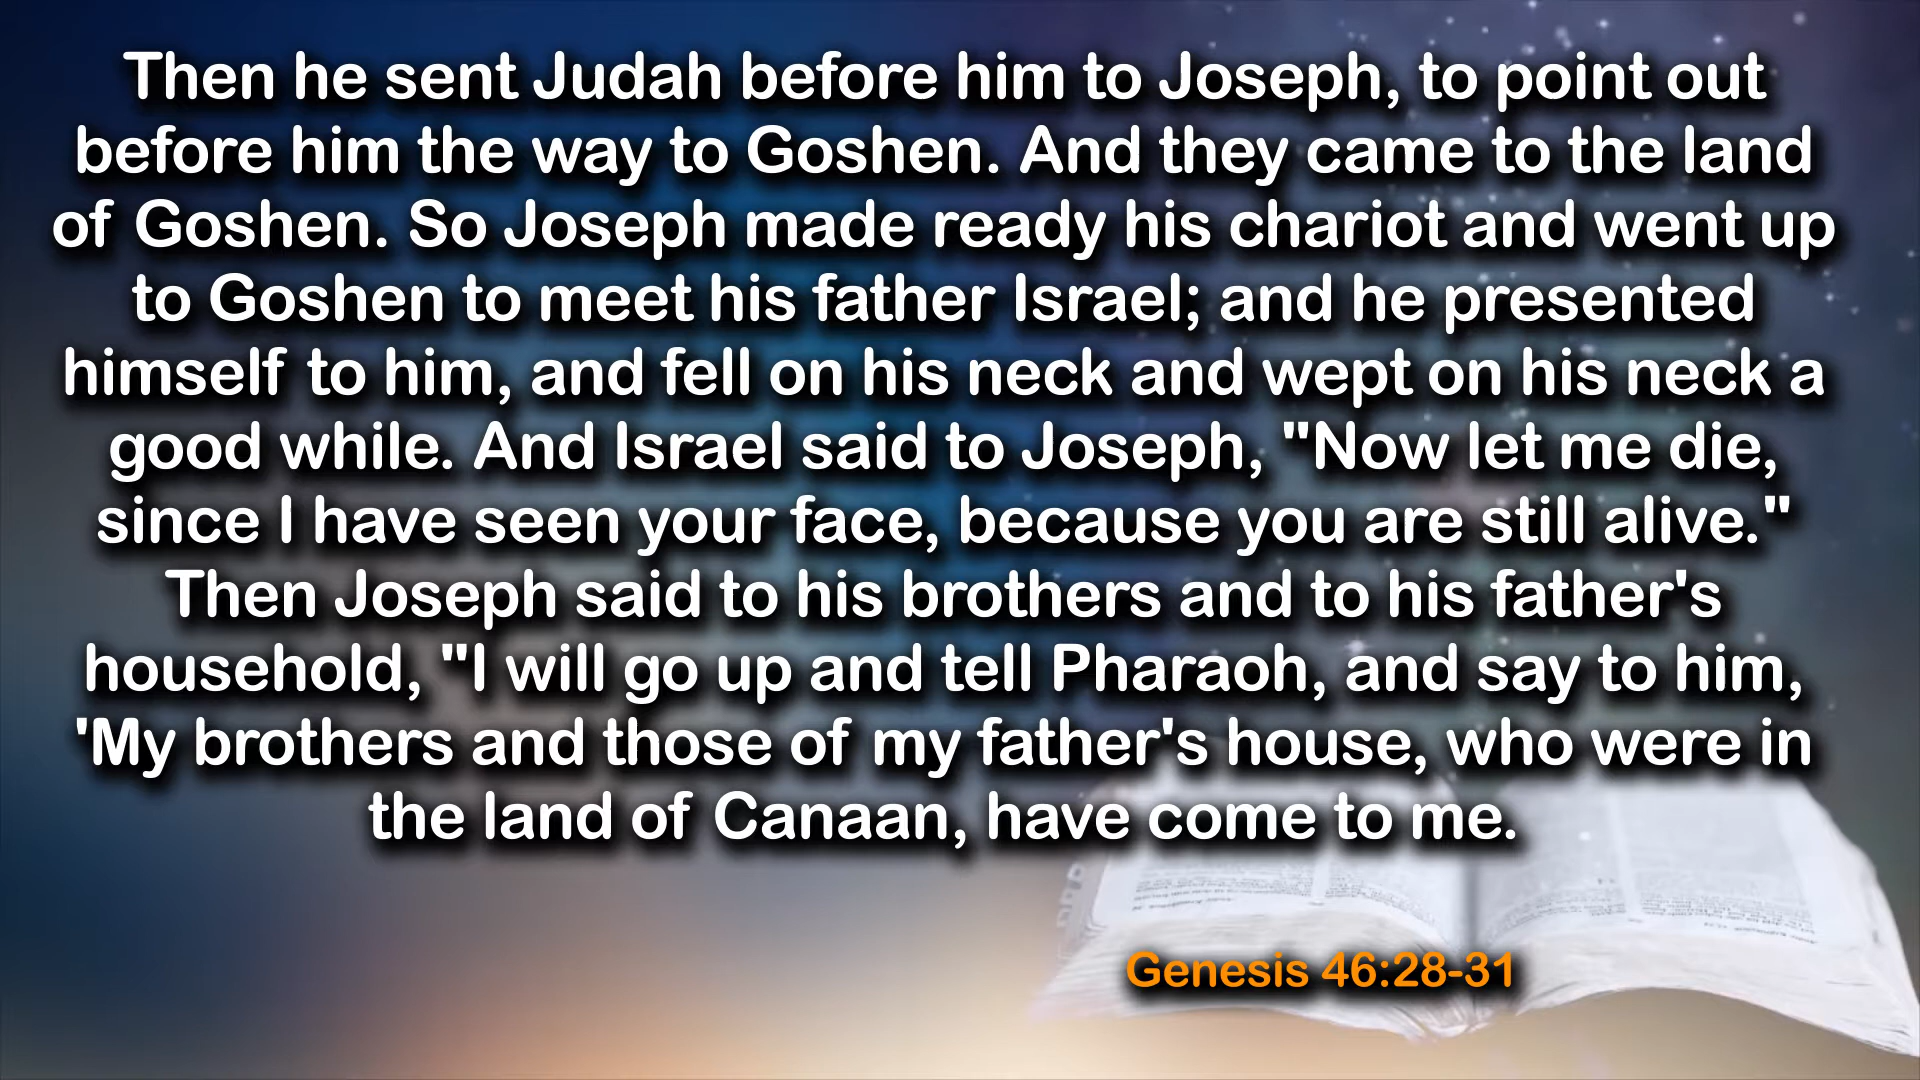 Then he sent Judah before him to Joseph, to point out
before him the way to Goshen. And they came to the land
of Goshen. So Joseph made ready his chariot and went up
to Goshen to meet his father Israel; and he presented
himself to him, and fell on his neck and wept on his neck a
good while. And Israel said to Joseph, "Now let me die,
since I have seen your face, because you are still alive."
Then Joseph said to his brothers and to his father's
household, "I will go up and tell Pharaoh, and say to him,
'My brothers and those of my father's house, who were in
the land of Canaan, have come to me.
Genesis 46:28-31